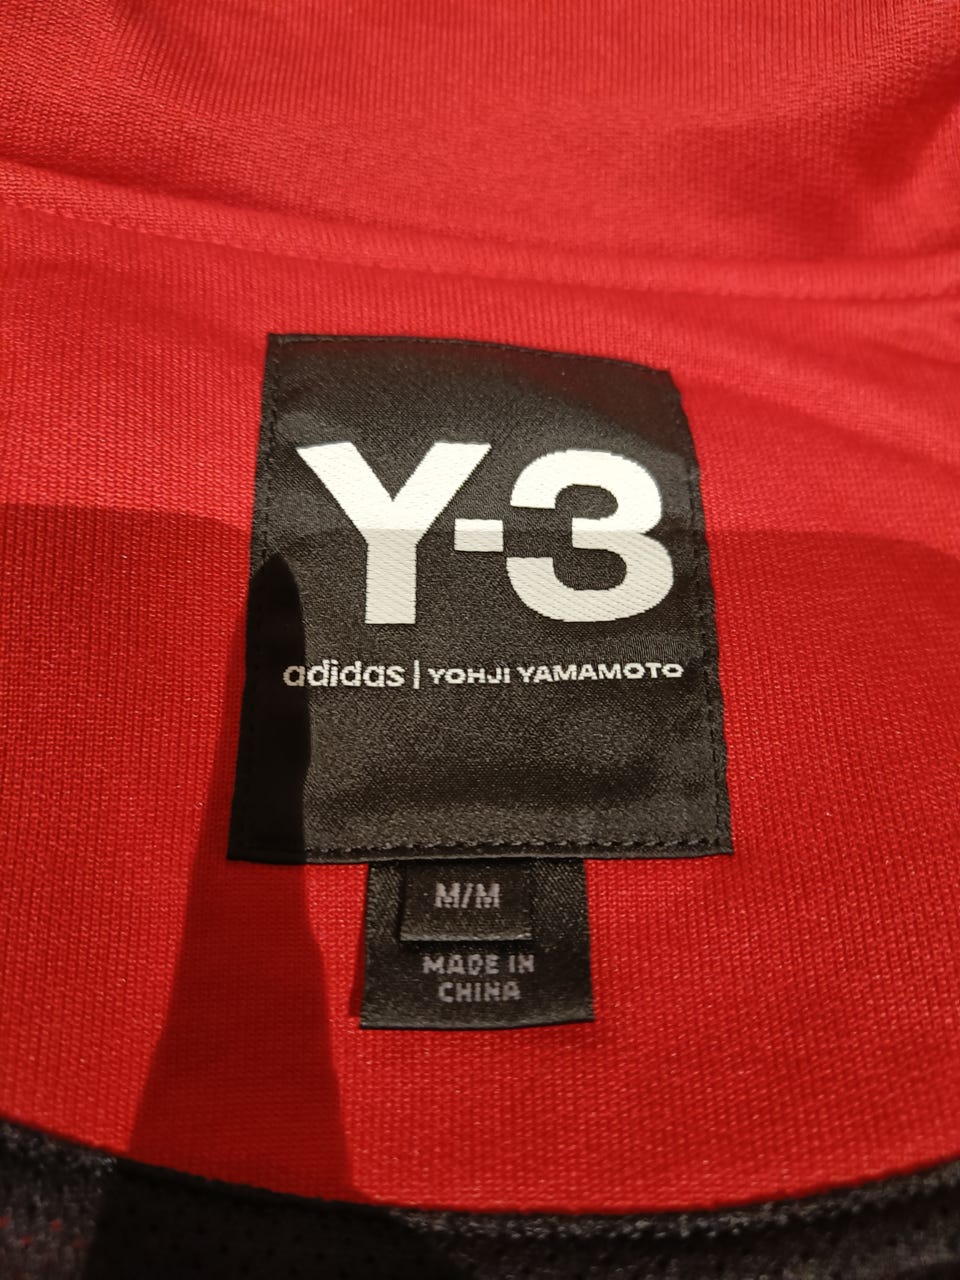 Y-3
adidas | YOHJI YAMAMOTO
M/M
MADE IN
CHINA